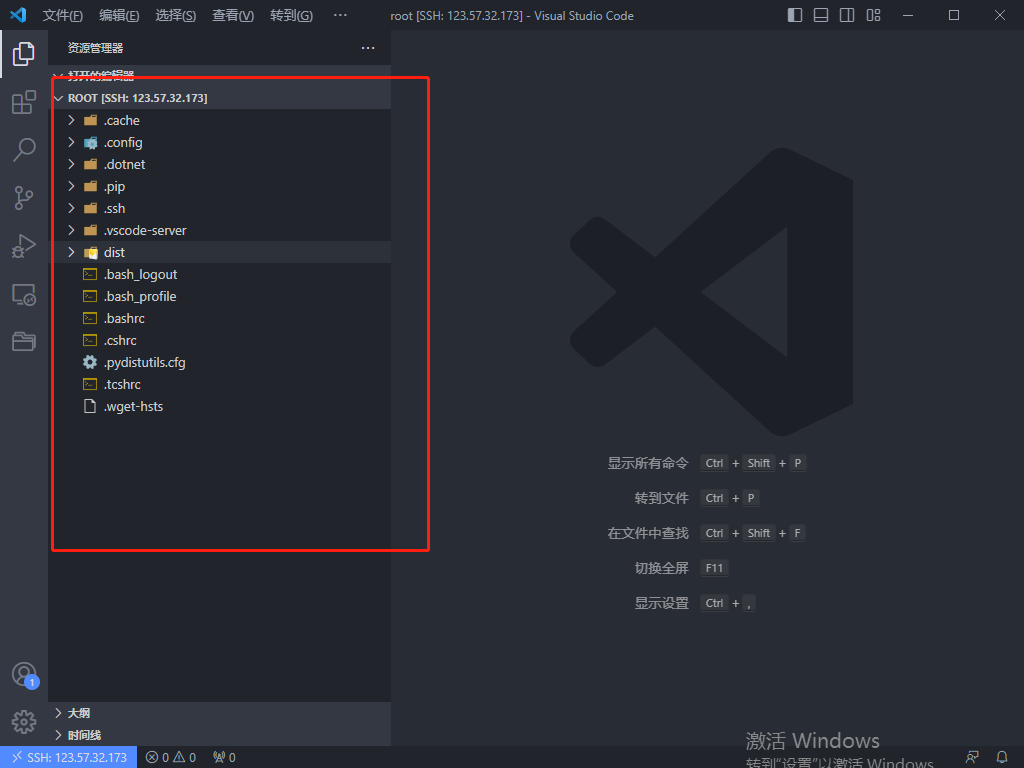 文件(F) 编辑(E) 选择(S) 查看(V) 转到(G) ··· root [SSH: 123.57.32.173] - Visual Studio Code
资源管理器 ···
打开的编辑器
ROOT [SSH: 123.57.32.173]
.cache
.config
.dotnet
.pip
.ssh
.vscode-server
dist
.bash_logout
.bash_profile
.bashrc
.cshrc
.pydistutils.cfg
.tcshrc
.wget-hsts
显示所有命令 Ctrl + Shift + P
转到文件 Ctrl + P
在文件中查找 Ctrl + Shift + F
切换全屏 F11
显示设置 Ctrl + ,
1
大纲
时间线
激活 Windows
转到“设置”以激活 Windows。
SSH: 123.57.32.173 0 0 0